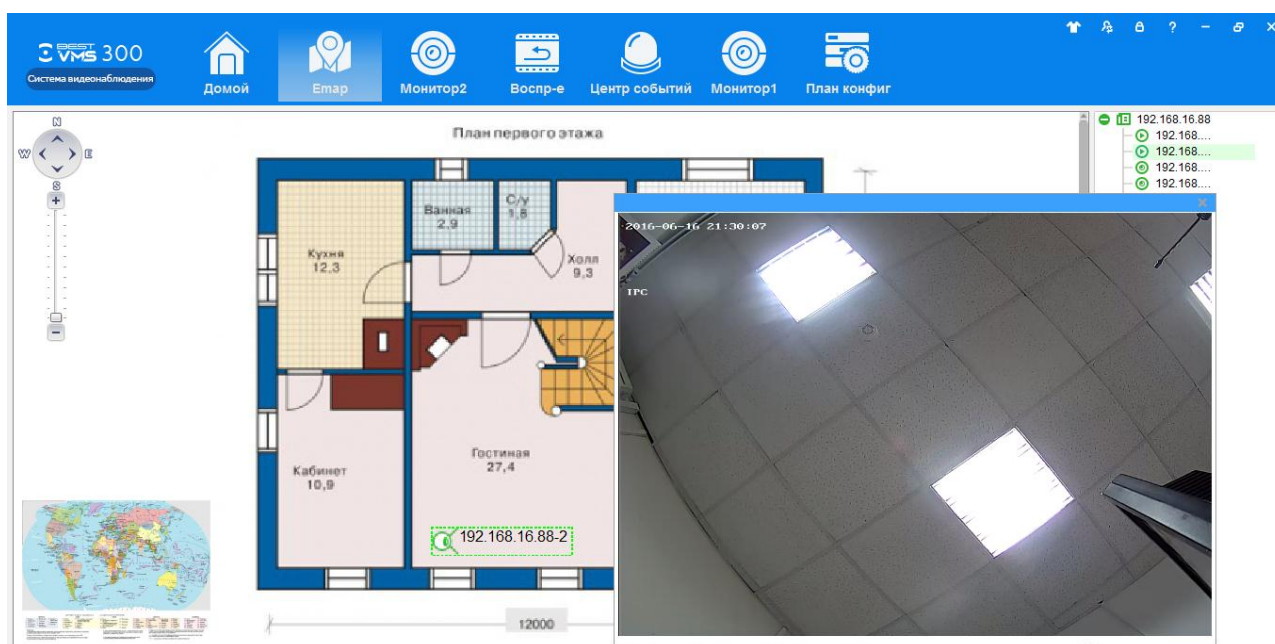 BEST
VMS 300
Система видеонаблюдения
Домой
Emap
Монитор2
Воспр-е
Центр событий
Монитор1
План конфиг
?
N
W
E
S
+
План первого этажа
Кухня
12,3
Ванная
2,9
С/у
1,8
Холл
9,3
Кабинет
10,9
Гостиная
27,4
192.168.16.88-2
12000
192.168.16.88
192.168....
192.168....
192.168....
192.168....
2016-06-16 21:30:07
IPC